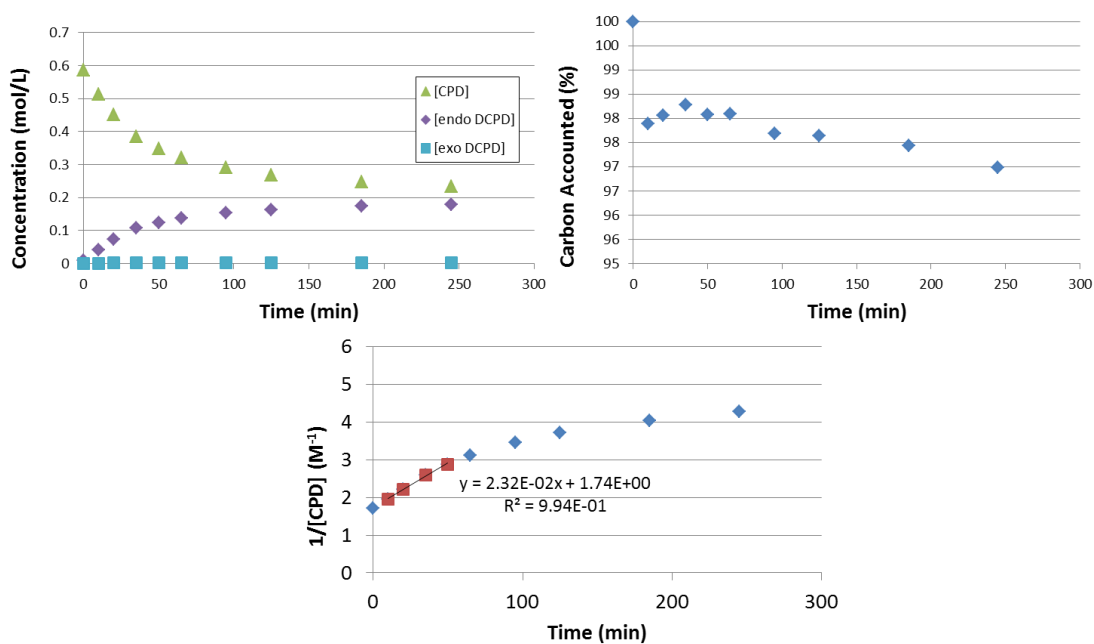 Concentration (mol/L)
0.7
0.6
0.5
0.4
0.3
0.2
0.1
0
[CPD]
[endo DCPD]
[exo DCPD]
0 50 100 150 200 250 300
Time (min)
Carbon Accounted (%)
100
100
99
99
98
98
97
97
96
96
95
0 50 100 150 200 250 300
Time (min)
1/[CPD] (M⁻¹)
6
5
4
3
2
1
0
y = 2.32E-02x + 1.74E+00
R² = 9.94E-01
0 100 200 300
Time (min)